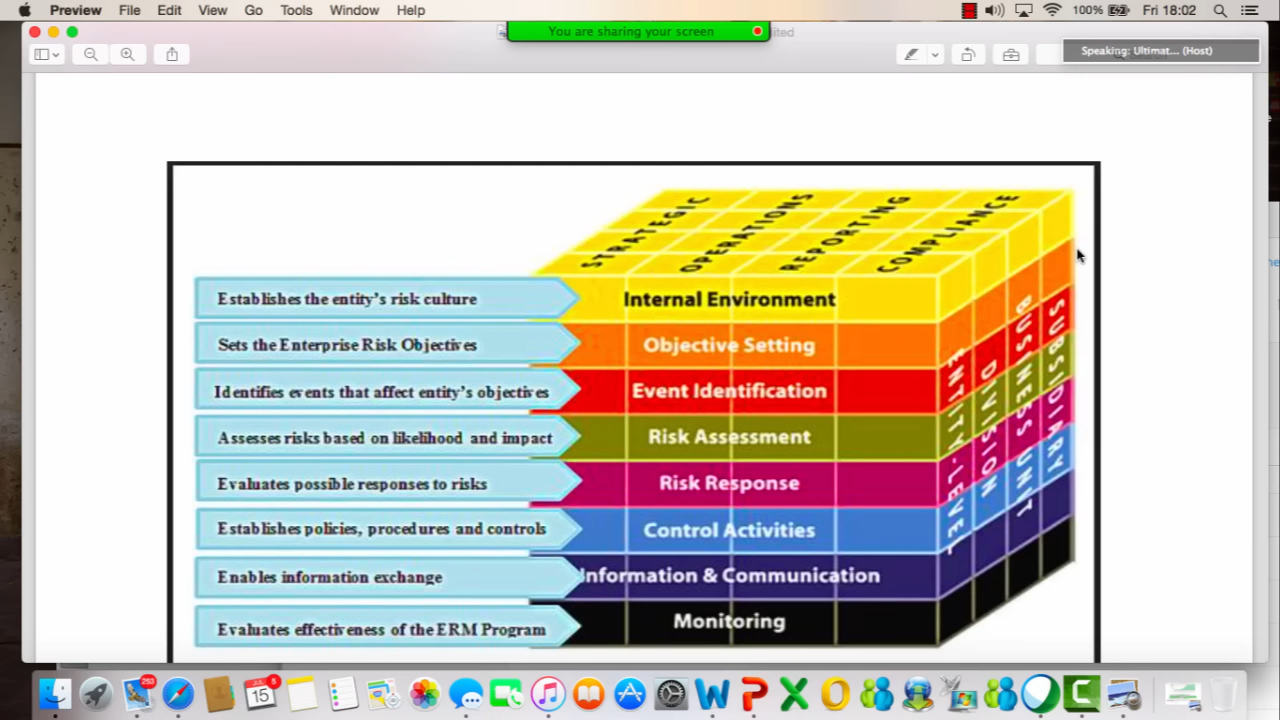 Preview File Edit View Go Tools Window Help 100% Fri 18:02
You are sharing your screen
Speaking: Ultimat... (Host)
STRATEGIC
OPERATIONS
REPORTING
COMPLIANCE
Establishes the entity's risk culture
Internal Environment
Sets the Enterprise Risk Objectives
Objective Setting
Identifies events that affect entity's objectives
Event Identification
Assesses risks based on likelihood and impact
Risk Assessment
Evaluates possible responses to risks
Risk Response
Establishes policies, procedures and controls
Control Activities
Enables information exchange
Information & Communication
Evaluates effectiveness of the ERM Program
Monitoring
ENTITY-LEVEL
DIVISION
BUSINESS UNIT
SUBSIDIARY
253
15
5